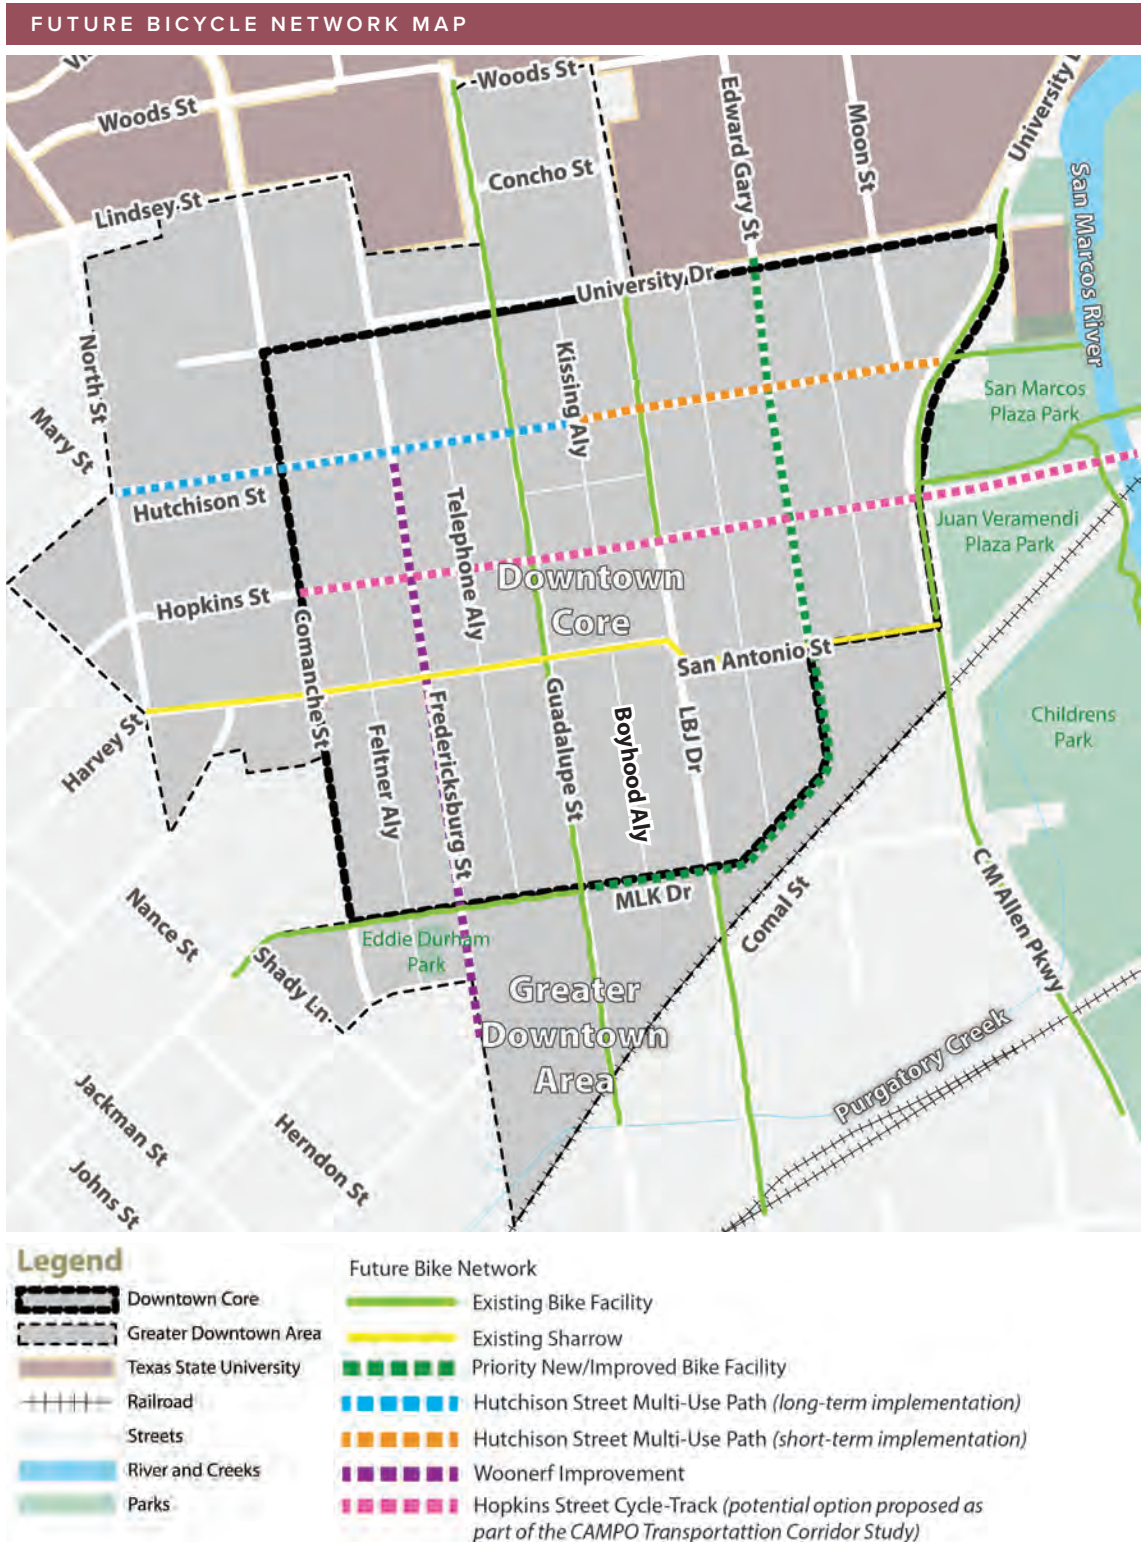 FUTURE BICYCLE NETWORK MAP
Woods St
Woods St
University D
Edward Gary St
Moon St
Concho St
San Marcos River
Lindsey St
University Dr
North St
Kissing Aly
San Marcos
Plaza Park
Mary St
Hutchison St
Telephone Aly
Juan Veramendi
Plaza Park
Hopkins St
Downtown
Core
Comanche St
San Antonio St
Harvey St
Fredericksburg St
Guadalupe St
Boyhood Aly
LBJ Dr
Childrens
Park
Feltner Aly
Nance St
MLK Dr
Comal St
C M Allen Pkwy
Eddie Durham
Park
Shady Ln
Greater
Downtown
Area
Purgatory Creek
Jackman St
Herndon St
Johns St
Legend
Downtown Core
Greater Downtown Area
Texas State University
Railroad
Streets
River and Creeks
Parks
Future Bike Network
Existing Bike Facility
Existing Sharrow
Priority New/Improved Bike Facility
Hutchison Street Multi-Use Path (long-term implementation)
Hutchison Street Multi-Use Path (short-term implementation)
Woonerf Improvement
Hopkins Street Cycle-Track (potential option proposed as
part of the CAMPO Transportattion Corridor Study)